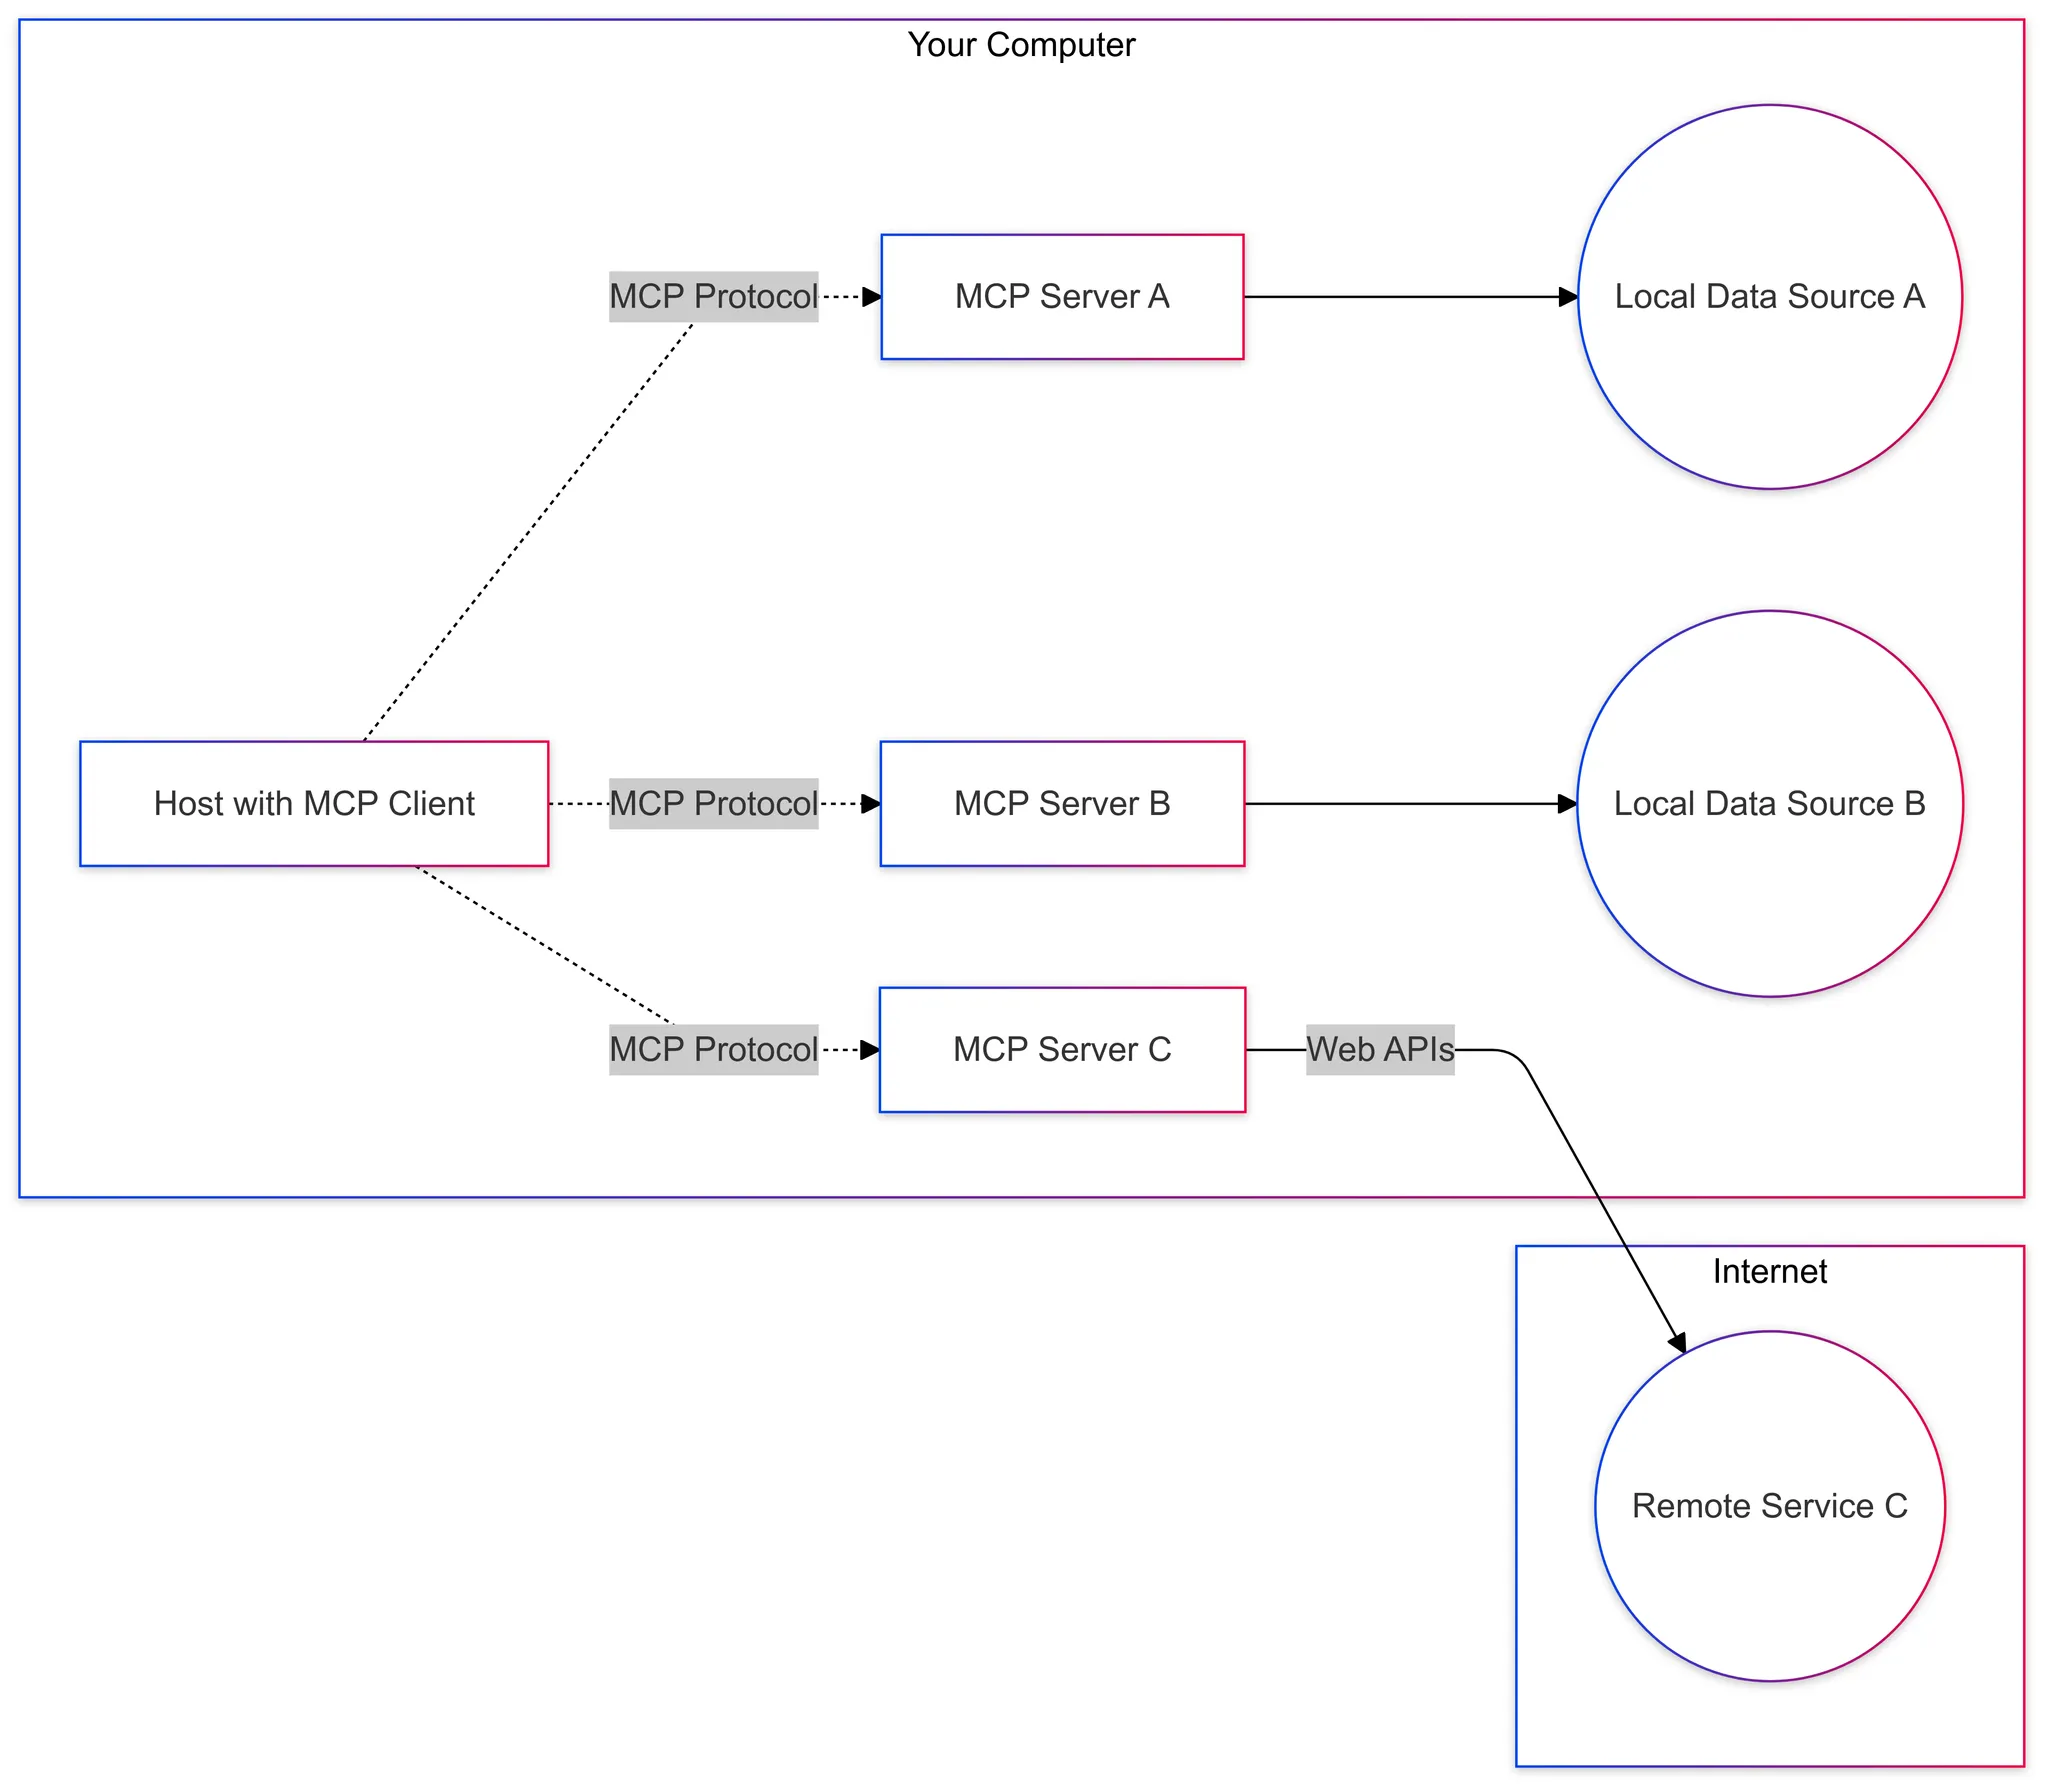 Your Computer
MCP Protocol
MCP Server A
Local Data Source A
Host with MCP Client
MCP Protocol
MCP Server B
Local Data Source B
MCP Protocol
MCP Server C
Web APIs
Internet
Remote Service C